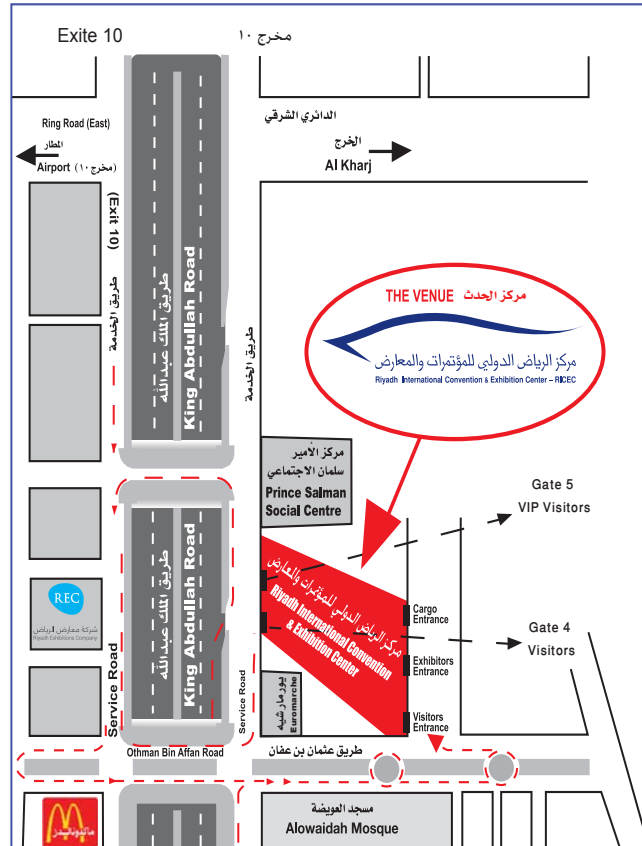 Exite 10
مخرج ١٠
الدائري الشرقي
Ring Road (East)
المطار
Airport (مخرج ١٠)
الخرج
Al Kharj
(Exit 10)
طريق الخدمة
طريق الملك عبدالله
King Abdullah Road
طريق الخدمة
THE VENUE مركز الحدث
مركز الرياض الدولي للمؤتمرات والمعارض
Riyadh International Convention & Exhibition Center – RICEC
مركز الأمير
سلمان الاجتماعي
Prince Salman
Social Centre
Gate 5
VIP Visitors
مركز الرياض الدولي للمؤتمرات والمعارض
Riyadh International Convention
& Exhibition Center
Cargo
Entrance
Gate 4
Visitors
Exhibitors
Entrance
Visitors
Entrance
REC
شركة معارض الرياض
Riyadh Exhibitions Company
Service Road
طريق الملك عبدالله
King Abdullah Road
Service Road
يورمارشيه
Euromarche
Othman Bin Affan Road
طريق عثمان بن عفان
ماكدونالدز
مسجد العويضة
Alowaidah Mosque